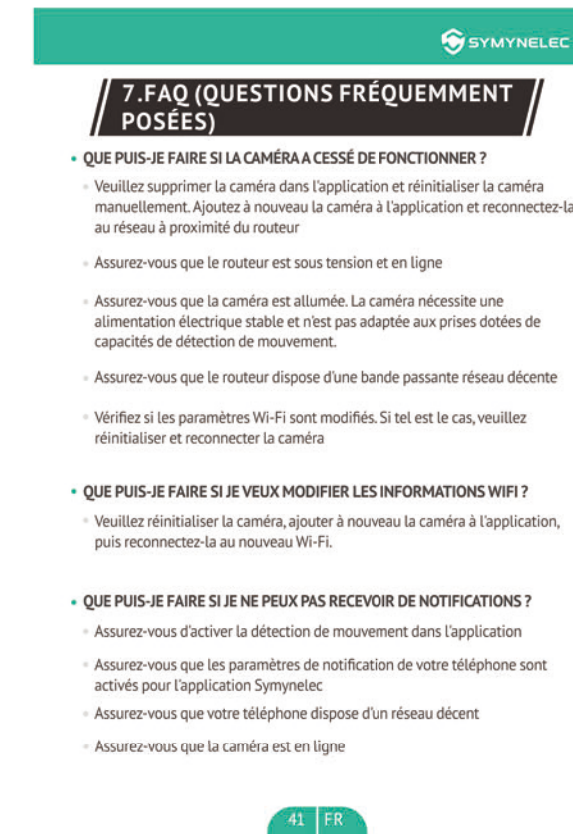 SYMYNELEC
7.FAQ (QUESTIONS FRÉQUEMMENT
POSÉES)
• QUE PUIS-JE FAIRE SI LA CAMÉRA A CESSÉ DE FONCTIONNER ?
Veuillez supprimer la caméra dans l'application et réinitialiser la caméra
manuellement. Ajoutez à nouveau la caméra à l'application et reconnectez-la
au réseau à proximité du routeur
Assurez-vous que le routeur est sous tension et en ligne
Assurez-vous que la caméra est allumée. La caméra nécessite une
alimentation électrique stable et n'est pas adaptée aux prises dotées de
capacités de détection de mouvement.
Assurez-vous que le routeur dispose d'une bande passante réseau décente
Vérifiez si les paramètres Wi-Fi sont modifiés. Si tel est le cas, veuillez
réinitialiser et reconnecter la caméra
• QUE PUIS-JE FAIRE SI JE VEUX MODIFIER LES INFORMATIONS WIFI ?
Veuillez réinitialiser la caméra, ajouter à nouveau la caméra à l'application,
puis reconnectez-la au nouveau Wi-Fi.
• QUE PUIS-JE FAIRE SI JE NE PEUX PAS RECEVOIR DE NOTIFICATIONS ?
Assurez-vous d'activer la détection de mouvement dans l'application
Assurez-vous que les paramètres de notification de votre téléphone sont
activés pour l'application Symynelec
Assurez-vous que votre téléphone dispose d'un réseau décent
Assurez-vous que la caméra est en ligne
41 FR